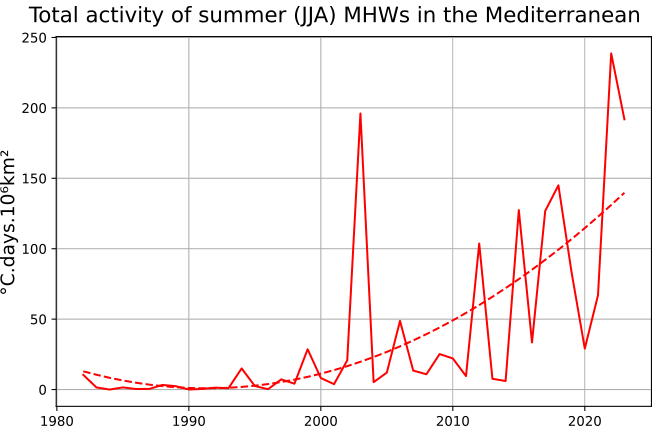 Total activity of summer (JJA) MHWs in the Mediterranean
°C.days.10⁶km²
250
200
150
100
50
0
1980 1990 2000 2010 2020